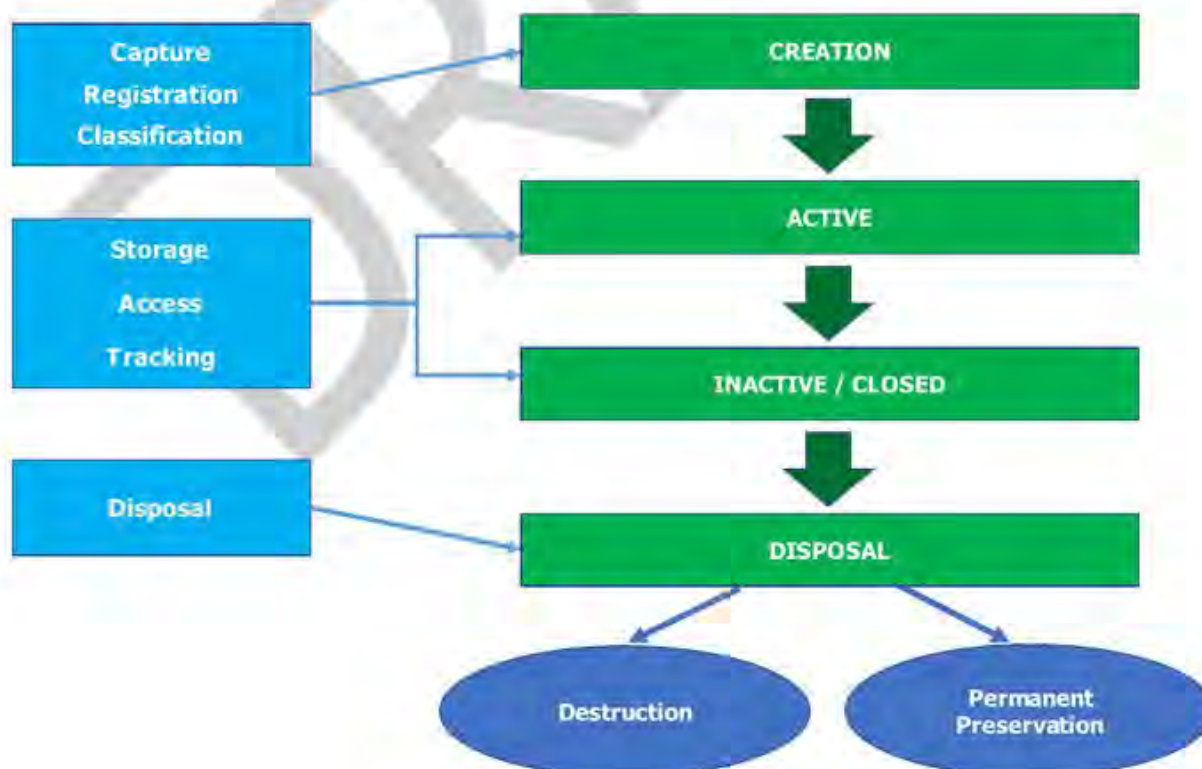 Capture
Registration
Classification
CREATION
Storage
Access
Tracking
ACTIVE
INACTIVE / CLOSED
Disposal
DISPOSAL
Destruction
Permanent
Preservation